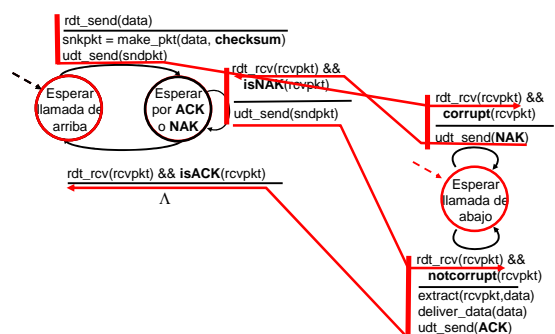 rdt_send(data)
snkpkt = make_pkt(data, checksum)
udt_send(sndpkt)
Esperar
llamada de
arriba
Esperar
por ACK
o NAK
rdt_rcv(rcvpkt) &&
isNAK(rcvpkt)
udt_send(sndpkt)
rdt_rcv(rcvpkt) && isACK(rcvpkt)
Λ
rdt_rcv(rcvpkt) &&
corrupt(rcvpkt)
udt_send(NAK)
Esperar
llamada de
abajo
rdt_rcv(rcvpkt) &&
notcorrupt(rcvpkt)
extract(rcvpkt,data)
deliver_data(data)
udt_send(ACK)